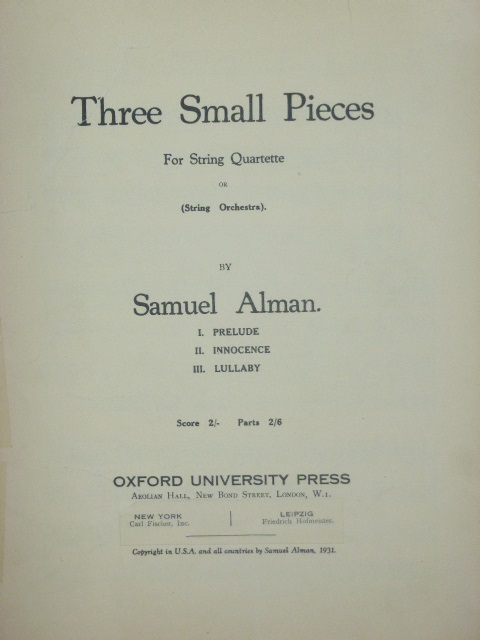 Three Small Pieces
For String Quartette
OR
(String Orchestra).
BY
Samuel Alman.
I. PRELUDE
II. INNOCENCE
III. LULLABY
Score 2/- Parts 2/6
OXFORD UNIVERSITY PRESS
Aeolian Hall, New Bond Street, London, W.1.
NEW YORK LEIPZIG
Carl Fischer, Inc. Friedrich Hofmeister.
Copyright in U.S.A. and all countries by Samuel Alman, 1931.